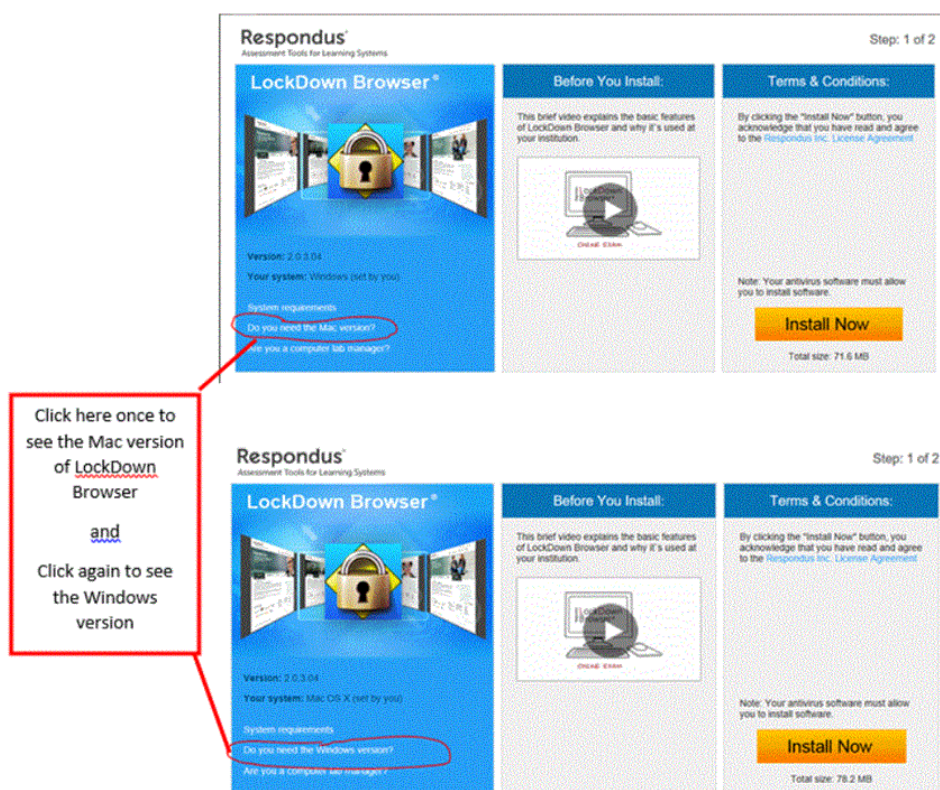 Respondus
Step: 1 of 2
Assessment Tools for Learning Systems
LockDown Browser®
Before You Install:
Terms & Conditions:
This brief video explains the basic features
of LockDown Browser and why it's used at
your institution.
By clicking the "Install Now" button, you
acknowledge that you have read and agree
to the Respondus Inc. License Agreement
LockDown
Browser
ONLINE EXAM
Version: 2.0.3.04
Your system: Windows (set by you)
System requirements
Do you need the Mac version?
Are you a computer lab manager?
Note: Your antivirus software must allow
you to install software.
Install Now
Total size: 71.6 MB
Click here once to
see the Mac version
of LockDown
Browser
and
Click again to see
the Windows
version
Respondus
Step: 1 of 2
Assessment Tools for Learning Systems
LockDown Browser®
Before You Install:
Terms & Conditions:
This brief video explains the basic features
of LockDown Browser and why it's used at
your institution.
By clicking the "Install Now" button, you
acknowledge that you have read and agree
to the Respondus Inc. License Agreement
LockDown
Browser
ONLINE EXAM
Version: 2.0.3.04
Your system: Mac OS X (set by you)
System requirements
Do you need the Windows version?
Are you a computer lab manager?
Note: Your antivirus software must allow
you to install software.
Install Now
Total size: 78.2 MB